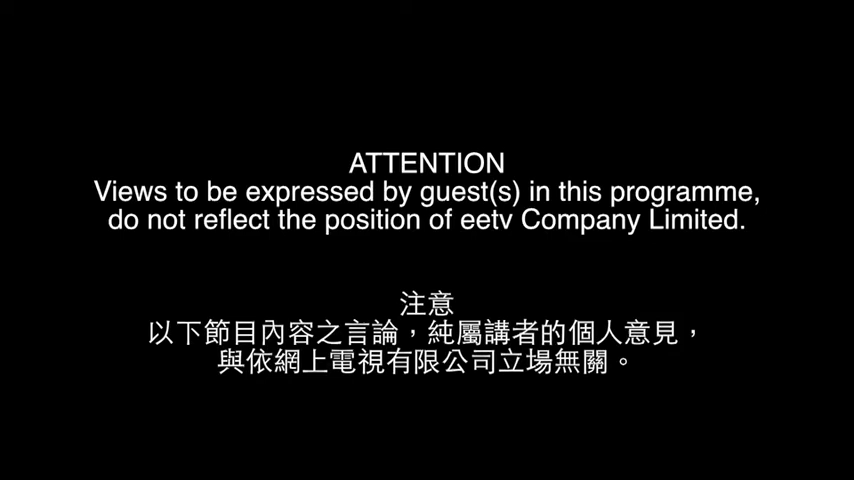 ATTENTION
Views to be expressed by guest(s) in this programme,
do not reflect the position of eetv Company Limited.
注意
以下節目內容之言論，純屬講者的個人意見，
與依網上電視有限公司立場無關。